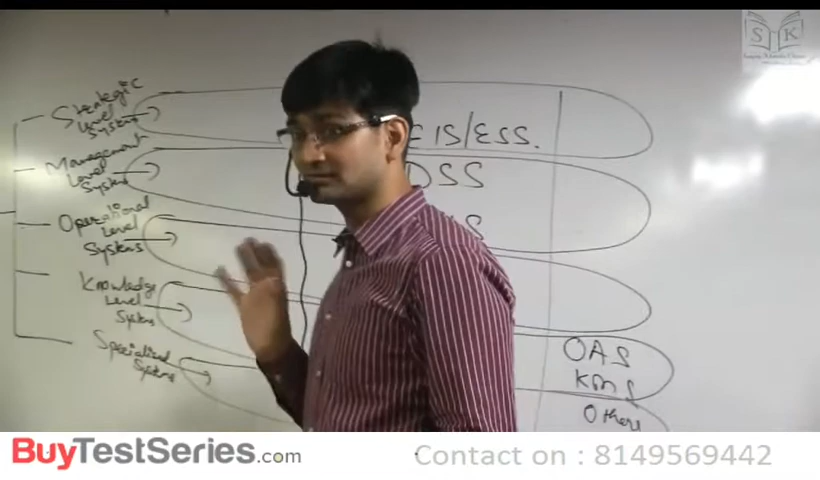 Strategic
Level
Systems
EIS/ESS.
Management
Level
Systems
DSS
Operational
Level
Systems
S
Knowledge
Level
Systems
OAS
KMS
Specialised
Systems
Others
S K
BuyTestSeries.com
Contact on : 8149569442